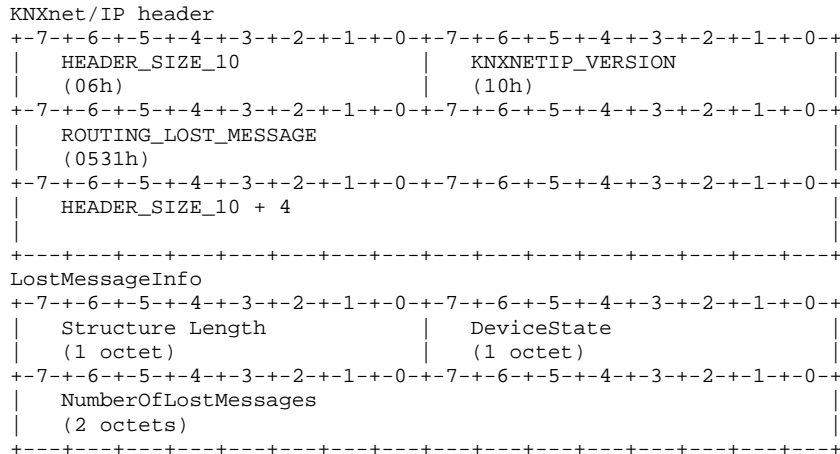 KNXnet/IP header
+-7-+-6-+-5-+-4-+-3-+-2-+-1-+-0-+-7-+-6-+-5-+-4-+-3-+-2-+-1-+-0-+
| HEADER_SIZE_10 | KNXNETIP_VERSION |
| (06h) | (10h) |
+-7-+-6-+-5-+-4-+-3-+-2-+-1-+-0-+-7-+-6-+-5-+-4-+-3-+-2-+-1-+-0-+
| ROUTING_LOST_MESSAGE |
| (0531h) |
+-7-+-6-+-5-+-4-+-3-+-2-+-1-+-0-+-7-+-6-+-5-+-4-+-3-+-2-+-1-+-0-+
| HEADER_SIZE_10 + 4 |
| |
+---+---+---+---+---+---+---+---+---+---+---+---+---+---+---+---+
LostMessageInfo
+-7-+-6-+-5-+-4-+-3-+-2-+-1-+-0-+-7-+-6-+-5-+-4-+-3-+-2-+-1-+-0-+
| Structure Length | DeviceState |
| (1 octet) | (1 octet) |
+-7-+-6-+-5-+-4-+-3-+-2-+-1-+-0-+-7-+-6-+-5-+-4-+-3-+-2-+-1-+-0-+
| NumberOfLostMessages |
| (2 octets) |
+---+---+---+---+---+---+---+---+---+---+---+---+---+---+---+---+